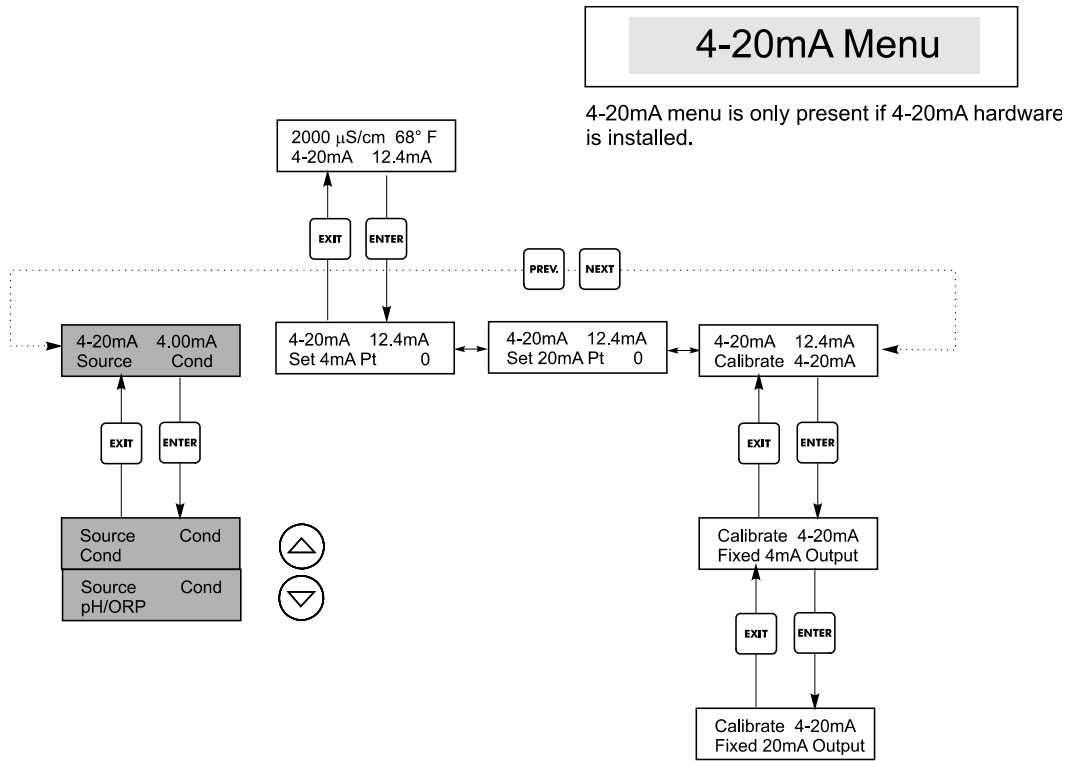 4-20mA Menu
4-20mA menu is only present if 4-20mA hardware
is installed.
2000 µS/cm 68° F
4-20mA 12.4mA
EXIT
ENTER
PREV.
NEXT
4-20mA 4.00mA
Source Cond
4-20mA 12.4mA
Set 4mA Pt 0
4-20mA 12.4mA
Set 20mA Pt 0
4-20mA 12.4mA
Calibrate 4-20mA
EXIT
ENTER
EXIT
ENTER
Source Cond
Cond
Source Cond
pH/ORP
Calibrate 4-20mA
Fixed 4mA Output
EXIT
ENTER
Calibrate 4-20mA
Fixed 20mA Output